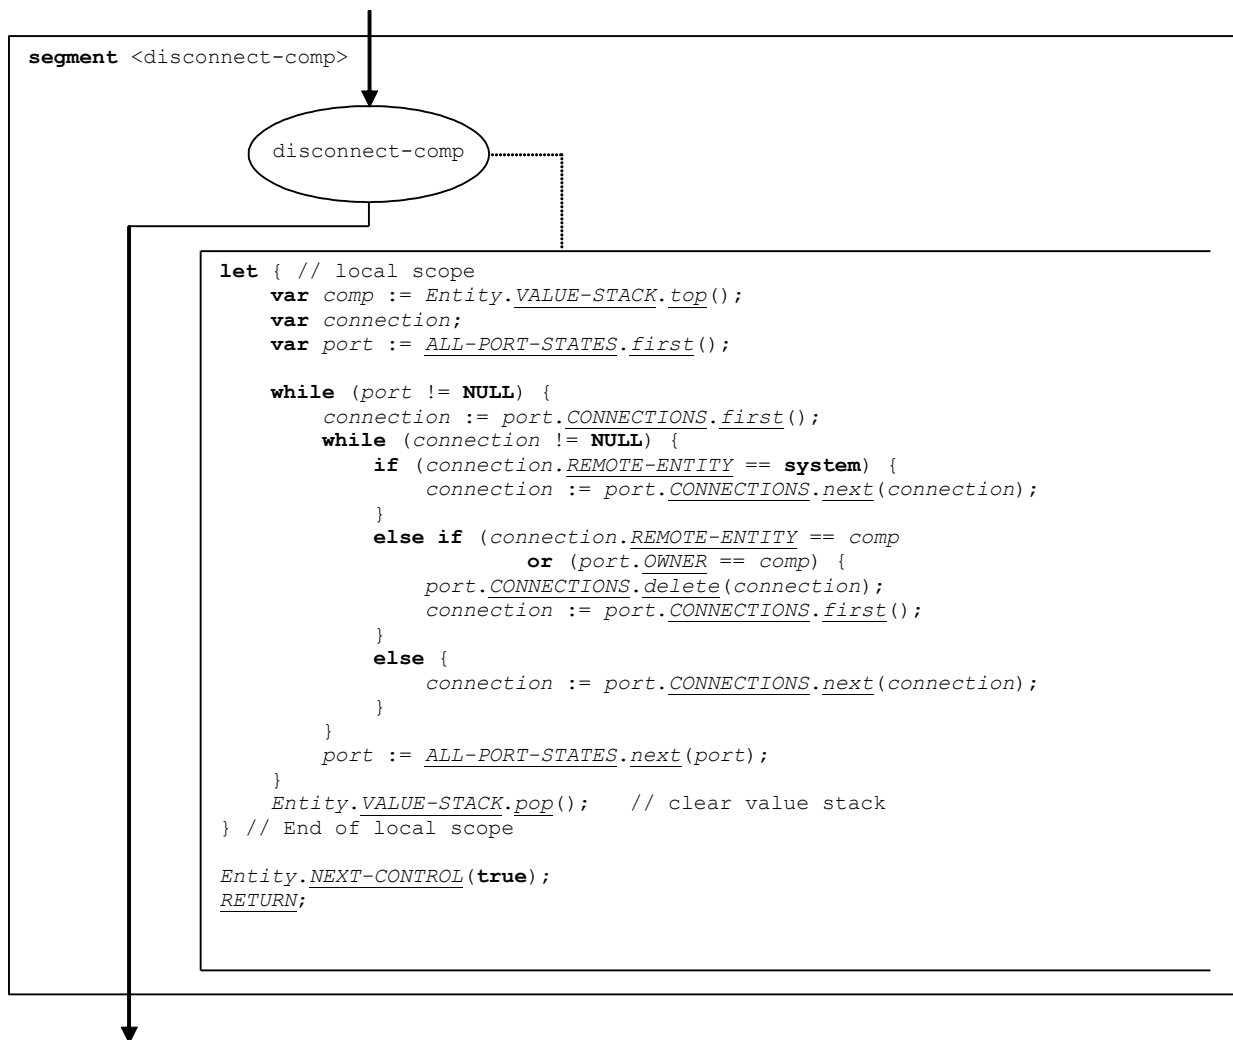 segment <disconnect-comp>
disconnect-comp
let { // local scope
var comp := Entity.VALUE-STACK.top();
var connection;
var port := ALL-PORT-STATES.first();
while (port != NULL) {
connection := port.CONNECTIONS.first();
while (connection != NULL) {
if (connection.REMOTE-ENTITY == system) {
connection := port.CONNECTIONS.next(connection);
}
else if (connection.REMOTE-ENTITY == comp
or (port.OWNER == comp) {
port.CONNECTIONS.delete(connection);
connection := port.CONNECTIONS.first();
}
else {
connection := port.CONNECTIONS.next(connection);
}
}
port := ALL-PORT-STATES.next(port);
}
Entity.VALUE-STACK.pop(); // clear value stack
} // End of local scope
Entity.NEXT-CONTROL(true);
RETURN;